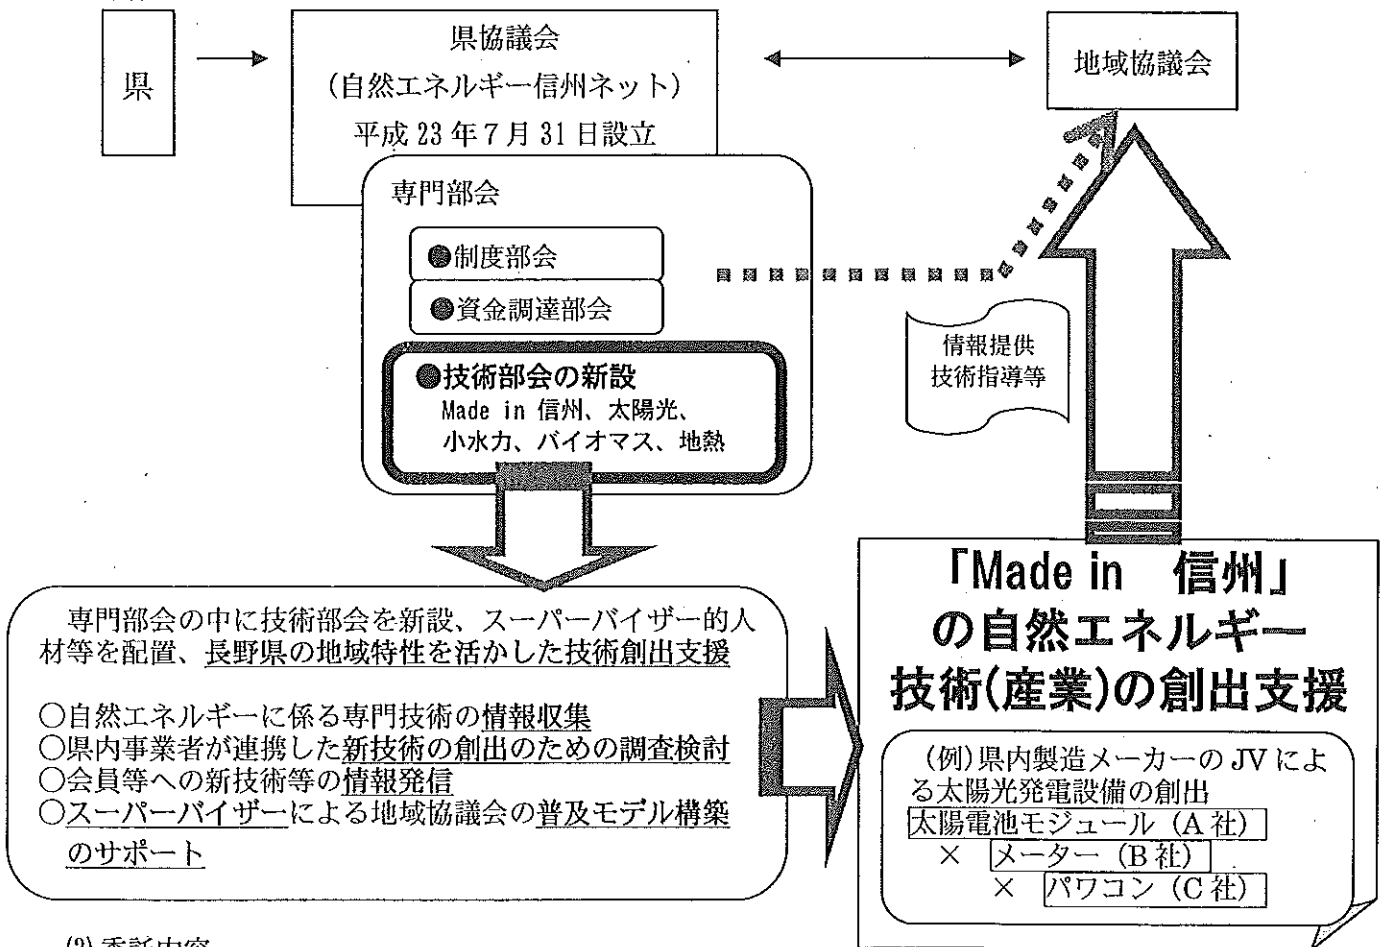 県
県協議会
(自然エネルギー信州ネット)
平成 23 年 7 月 31 日設立
地域協議会
専門部会
●制度部会
●資金調達部会
●技術部会の新設
Made in 信州、太陽光、
小水力、バイオマス、地熱
情報提供
技術指導等
専門部会の中に技術部会を新設、スーパーバイザー的人
材等を配置、長野県の地域特性を活かした技術創出支援
○自然エネルギーに係る専門技術の情報収集
○県内事業者が連携した新技術の創出のための調査検討
○会員等への新技術等の情報発信
○スーパーバイザーによる地域協議会の普及モデル構築
のサポート
「Made in 信州」
の自然エネルギー
技術(産業)の創出支援
(例)県内製造メーカーの JV によ
る太陽光発電設備の創出
太陽電池モジュール(A 社)
× メーター(B 社)
× パワコン(C 社)